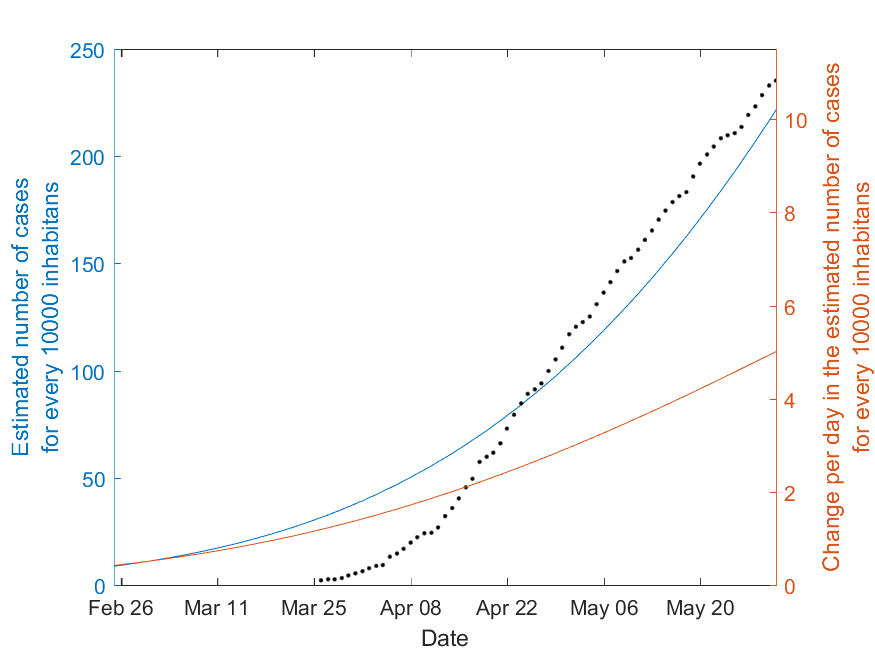 Estimated number of cases
for every 10000 inhabitans
250
200
150
100
50
0
10
8
6
4
2
0
Change per day in the estimated number of cases
for every 10000 inhabitans
Feb 26 Mar 11 Mar 25 Apr 08 Apr 22 May 06 May 20
Date